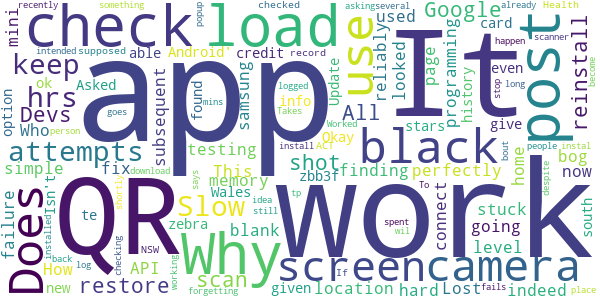 recently something checked popup asking several used card already Health
mini intended supposed Android' Google scanner
check load use app It post
keep able credit record looked reliably page programming happen
hrs ok Asked option Update history even stop long become
Devs Who subsequent found goes mins samsung logged info Takes All stars give reinstall
attempts testing Okay install Worked ACT black people instal bog
simple fix This shot finding perfectly home now despite
failure Isn't memory zbb3f To bout
Does QR Why Slow Wales idea still tp work connect stuck going level south
te zebra blank screen camera
How shortly NSW scan If spent wil
installed download says API given location hard Lost fails indeed place
new back log checking restore working forgetting person